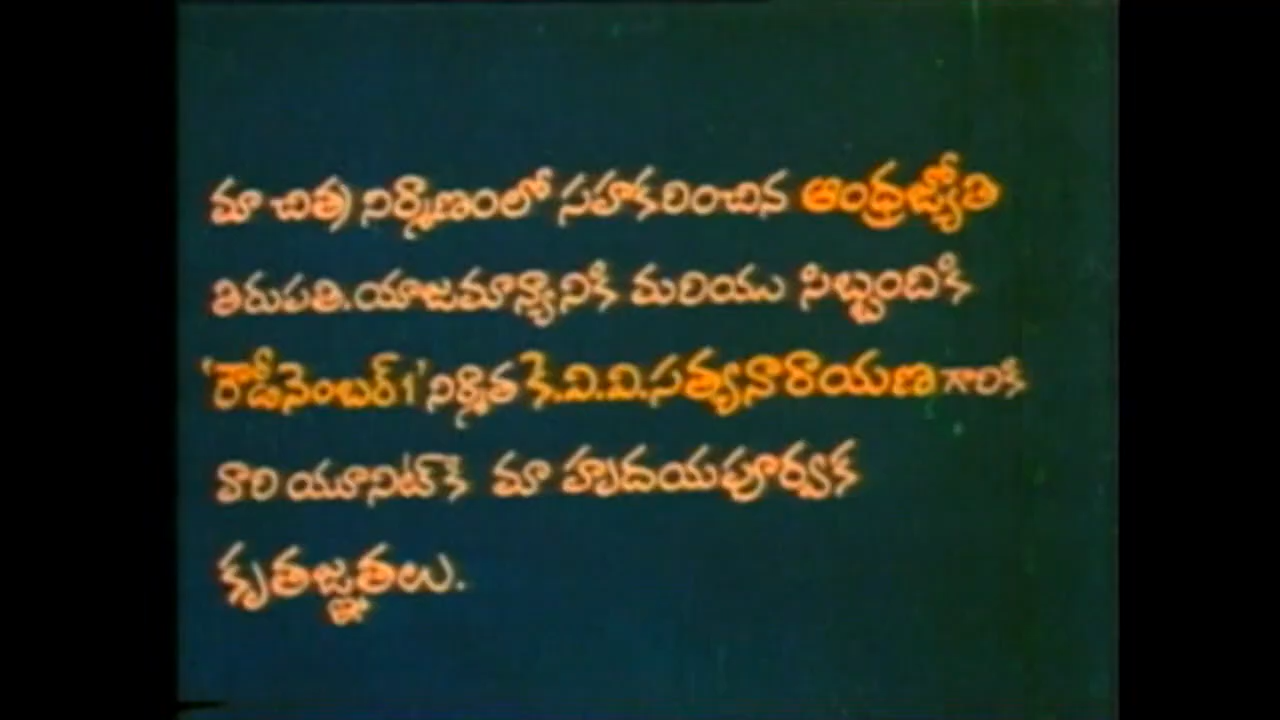 మా చిత్ర నిర్మాణంలో సహకరించిన ఆంధ్రజ్యోతి
తిరుపతి.యాజమాన్యానికి మరియు సిబ్బందికి
'రౌడీనెంబర్ 1' నిర్మాత కే.వి.వి.సత్యనారాయణ గారికి
వారి యూనిట్‌కి మా హృదయపూర్వక
కృతజ్ఞతలు.